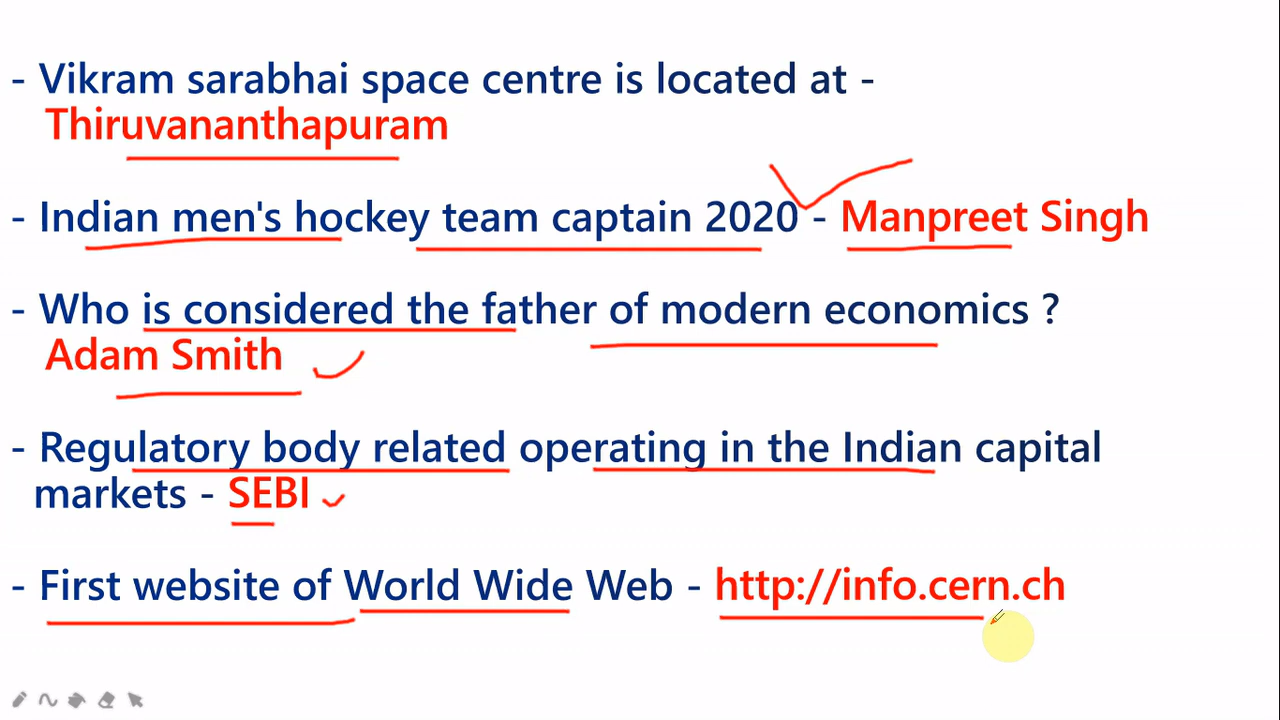 - Vikram sarabhai space centre is located at -
Thiruvananthapuram
- Indian men's hockey team captain 2020 - Manpreet Singh
- Who is considered the father of modern economics ?
Adam Smith
- Regulatory body related operating in the Indian capital
markets - SEBI
- First website of World Wide Web - http://info.cern.ch